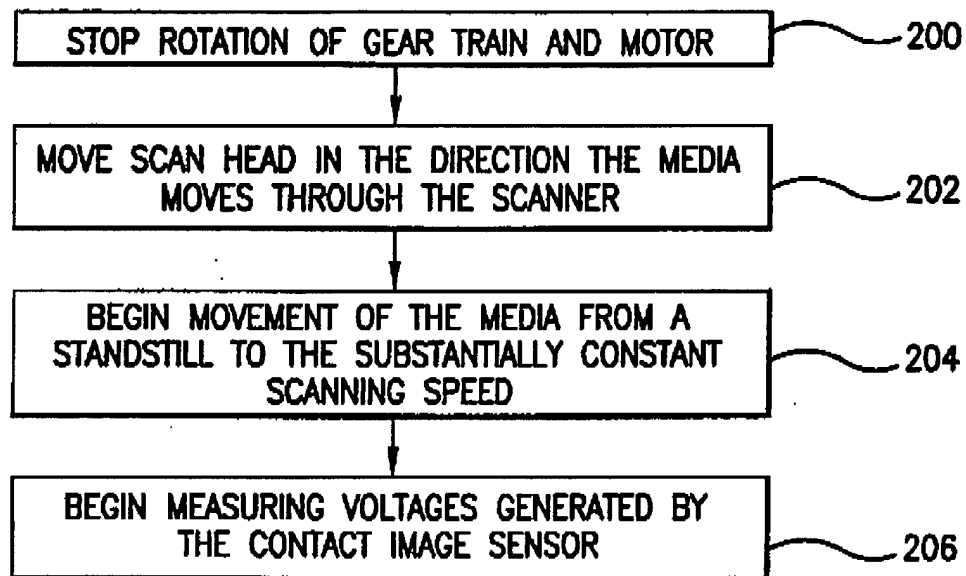 STOP ROTATION OF GEAR TRAIN AND MOTOR
200
MOVE SCAN HEAD IN THE DIRECTION THE MEDIA
MOVES THROUGH THE SCANNER
202
BEGIN MOVEMENT OF THE MEDIA FROM A
STANDSTILL TO THE SUBSTANTIALLY CONSTANT
SCANNING SPEED
204
BEGIN MEASURING VOLTAGES GENERATED BY
THE CONTACT IMAGE SENSOR
206